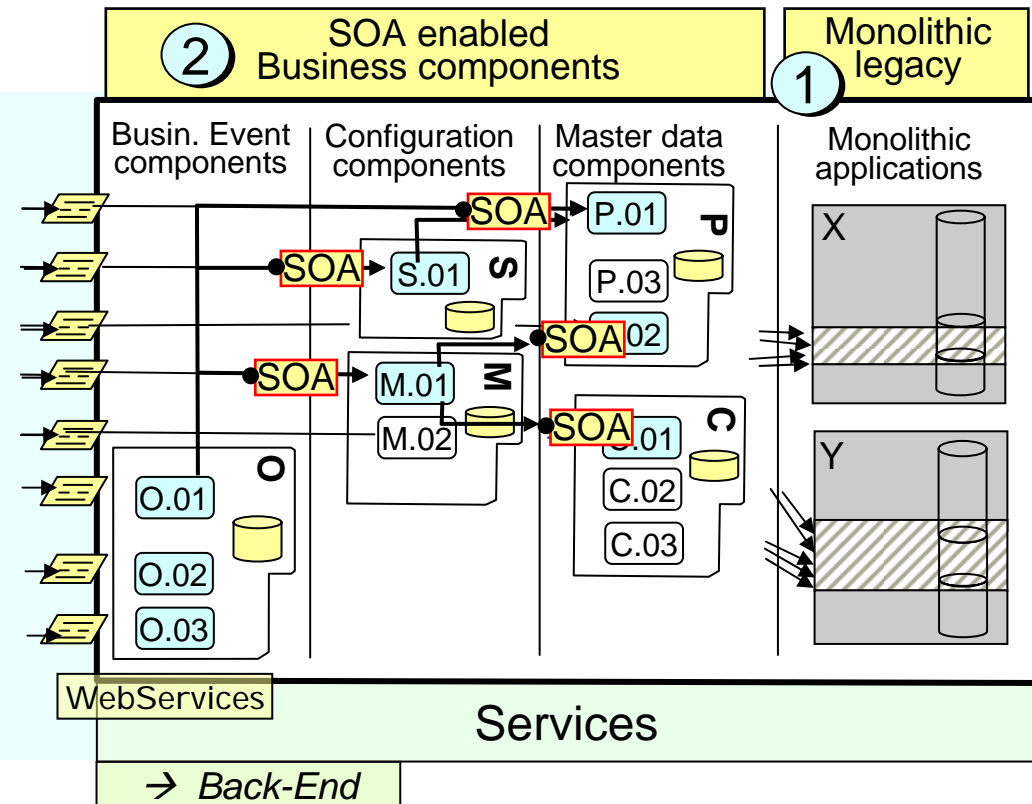 2
SOA enabled
Business components
1
Monolithic
legacy
Busin. Event
components
Configuration
components
Master data
components
Monolithic
applications
SOA
P.01
P
X
SOA
S.01
S
P.03
SOA
02
SOA
M.01
M
M.02
SOA
.01
C
Y
O
O.01
C.02
C.03
O.02
O.03
WebServices
Services
→ Back-End